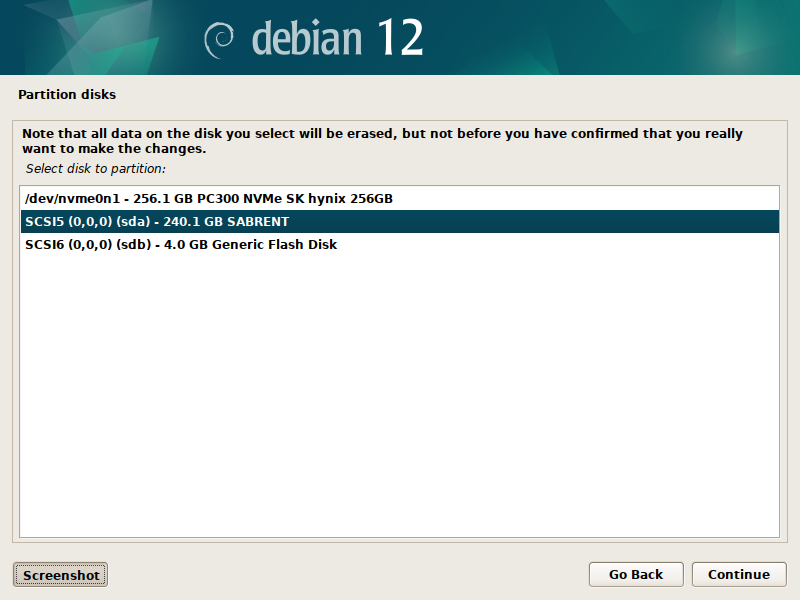 debian 12
Partition disks
Note that all data on the disk you select will be erased, but not before you have confirmed that you really
want to make the changes.
Select disk to partition:
/dev/nvme0n1 - 256.1 GB PC300 NVMe SK hynix 256GB
SCSI5 (0,0,0) (sda) - 240.1 GB SABRENT
SCSI6 (0,0,0) (sdb) - 4.0 GB Generic Flash Disk
Screenshot
Go Back
Continue